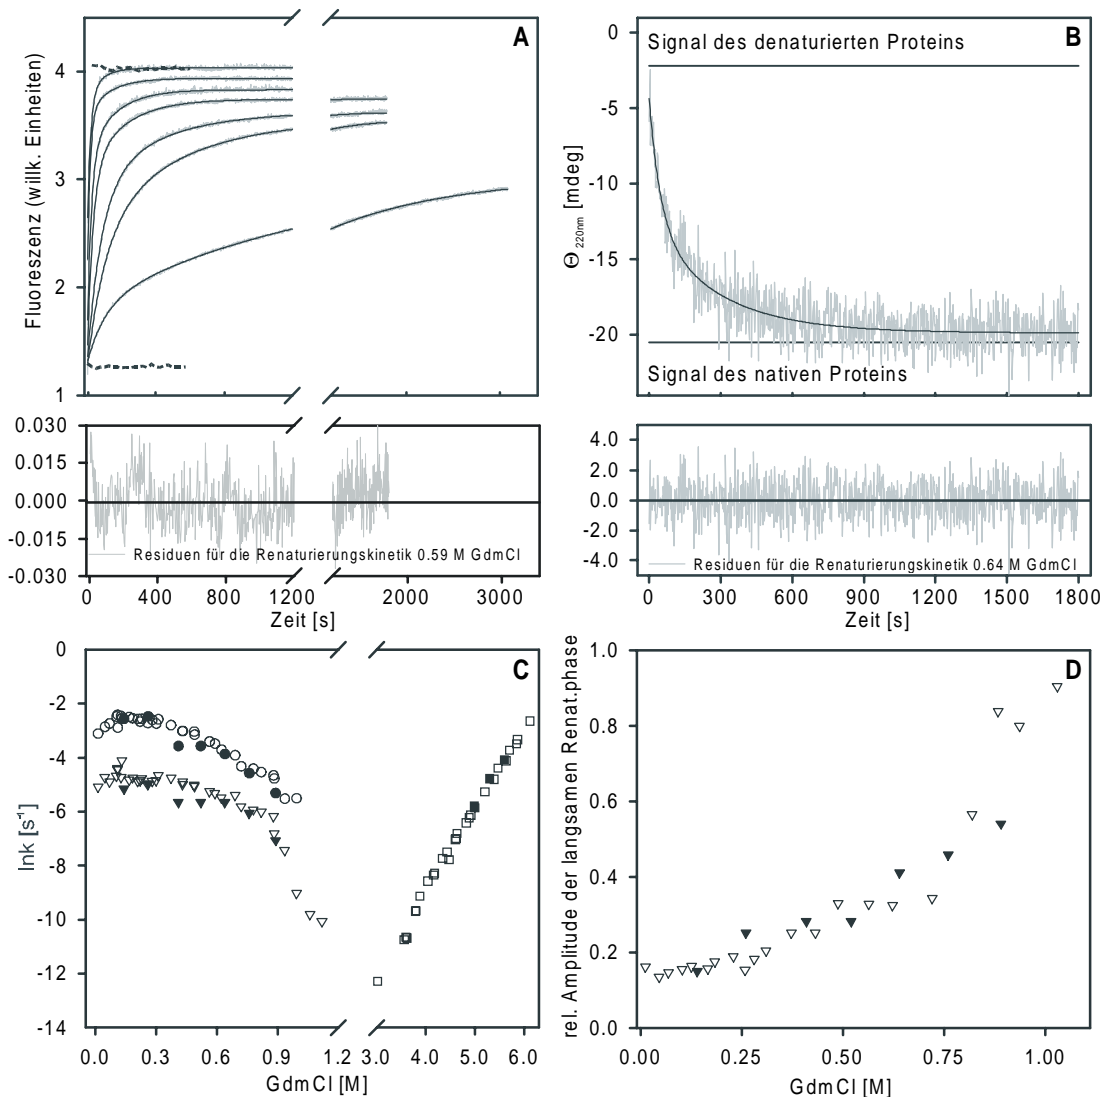 A
Fluoreszenz (willk. Einheiten)
4
3
2
1
0.030
0.015
0.000
-0.015
-0.030
Residuen für die Renaturierungskinetik 0.59 M GdmCl
0 400 800 1200 2000 3000
Zeit [s]
B
Signal des denaturierten Proteins
Θ 220nm [mdeg]
0
-5
-10
-15
-20
Signal des nativen Proteins
4.0
2.0
0.0
-2.0
-4.0
Residuen für die Renaturierungskinetik 0.64 M GdmCl
0 300 600 900 1200 1500 1800
Zeit [s]
C
lnk [s⁻¹]
0
-2
-4
-6
-8
-10
-12
-14
0.0 0.3 0.6 0.9 1.2 3.0 4.0 5.0 6.0
GdmCl [M]
D
rel. Amplitude der langsamen Renat.phase
1.0
0.8
0.6
0.4
0.2
0.0
0.00 0.25 0.50 0.75 1.00
GdmCl [M]